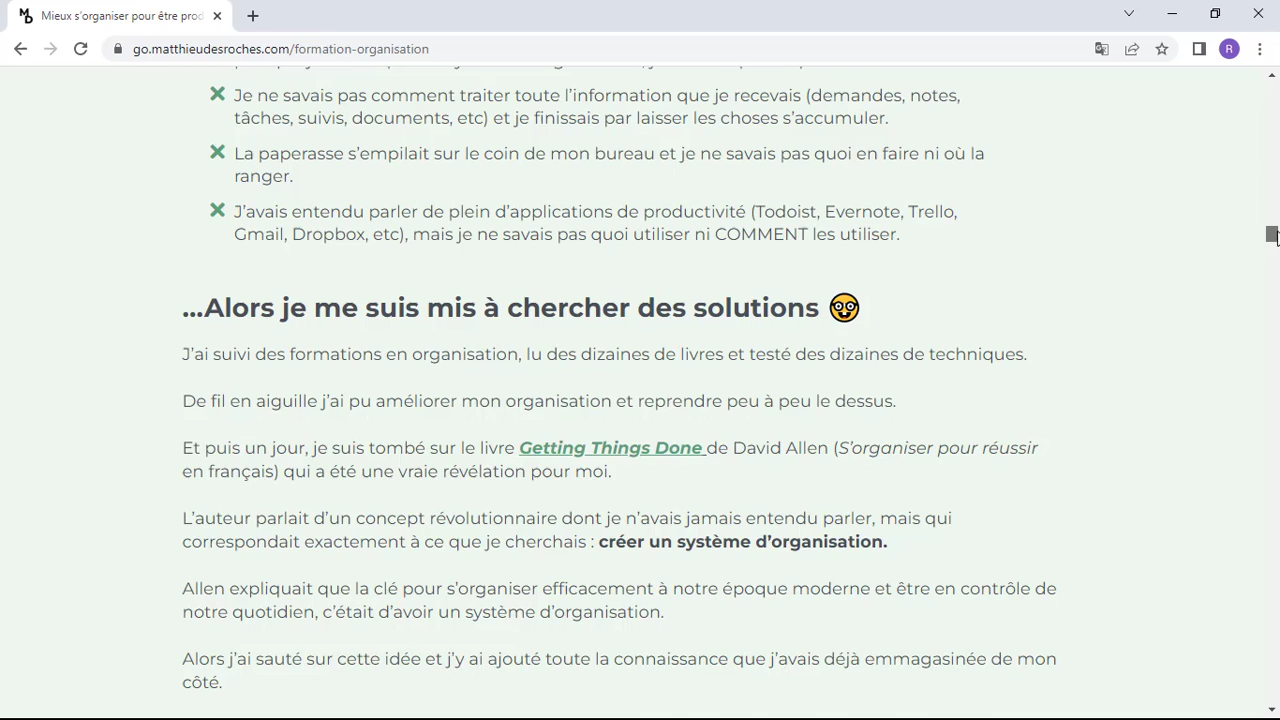 Mieux s'organiser pour être prod
go.matthieudesroches.com/formation-organisation
R
Je ne savais pas comment traiter toute l'information que je recevais (demandes, notes,
tâches, suivis, documents, etc) et je finissais par laisser les choses s'accumuler.
La paperasse s'empilait sur le coin de mon bureau et je ne savais pas quoi en faire ni où la
ranger.
J'avais entendu parler de plein d'applications de productivité (Todoist, Evernote, Trello,
Gmail, Dropbox, etc), mais je ne savais pas quoi utiliser ni COMMENT les utiliser.
...Alors je me suis mis à chercher des solutions 🤓
J'ai suivi des formations en organisation, lu des dizaines de livres et testé des dizaines de techniques.
De fil en aiguille j'ai pu améliorer mon organisation et reprendre peu à peu le dessus.
Et puis un jour, je suis tombé sur le livre Getting Things Done de David Allen (S'organiser pour réussir
en français) qui a été une vraie révélation pour moi.
L'auteur parlait d'un concept révolutionnaire dont je n'avais jamais entendu parler, mais qui
correspondait exactement à ce que je cherchais : créer un système d'organisation.
Allen expliquait que la clé pour s'organiser efficacement à notre époque moderne et être en contrôle de
notre quotidien, c'était d'avoir un système d'organisation.
Alors j'ai sauté sur cette idée et j'y ai ajouté toute la connaissance que j'avais déjà emmagasinée de mon
côté.